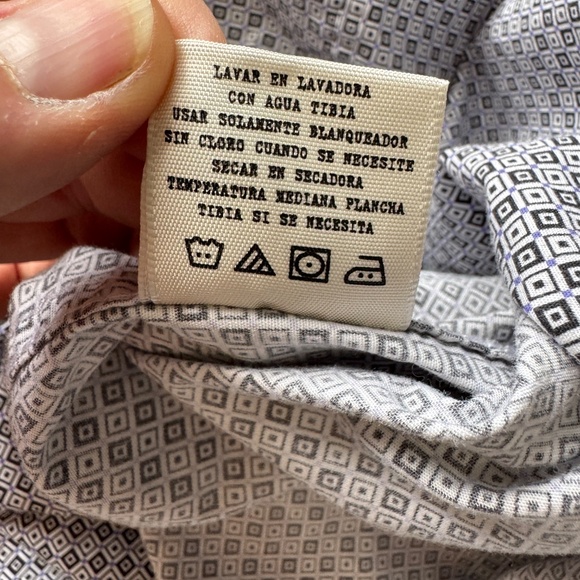 LAVAR EN LAVADORA
CON AGUA TIBIA
USAR SOLAMENTE BLANQUEADOR
SIN CLORO CUANDO SE NECESITE
SECAR EN SECADORA
TEMPERATURA MEDIANA PLANCHA
TIBIA SI SE NECESITA